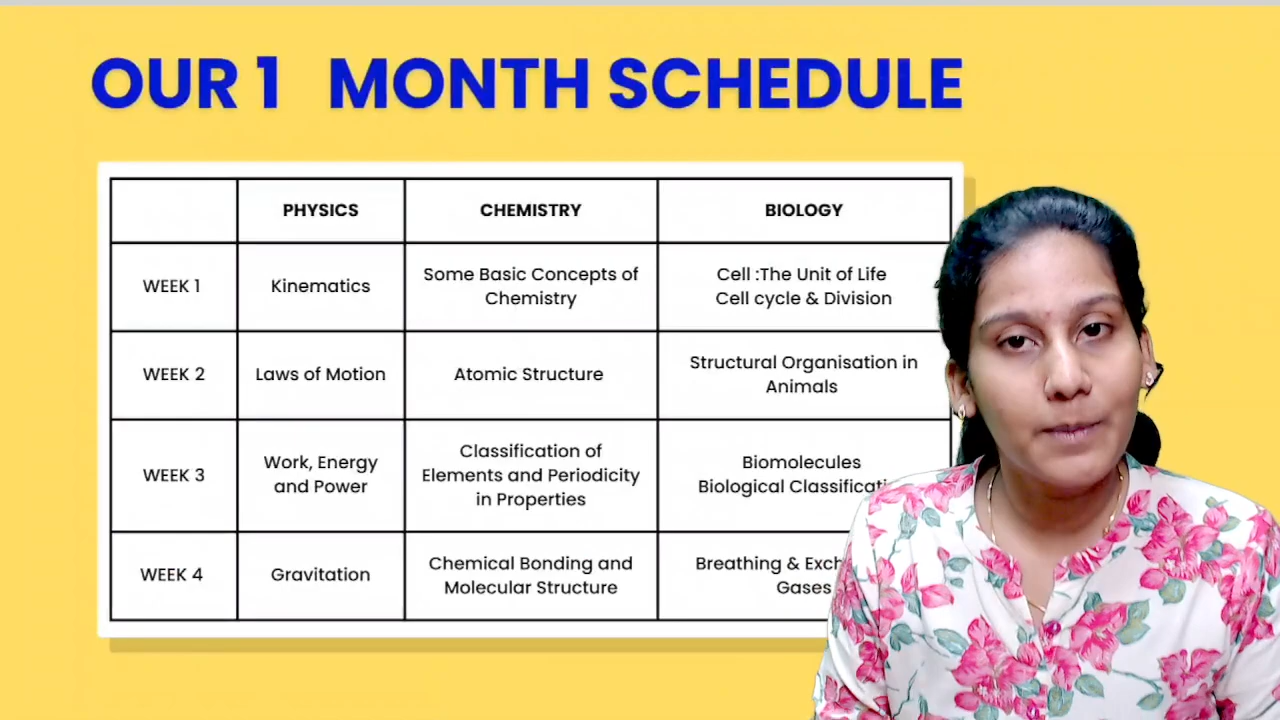 OUR 1 MONTH SCHEDULE
PHYSICS CHEMISTRY BIOLOGY
WEEK 1
Kinematics
Some Basic Concepts of
Chemistry
Cell :The Unit of Life
Cell cycle & Division
WEEK 2
Laws of Motion
Atomic Structure
Structural Organisation in
Animals
WEEK 3
Work, Energy
and Power
Classification of
Elements and Periodicity
in Properties
Biomolecules
Biological
WEEK 4
Gravitation
Chemical Bonding and
Molecular Structure
Breathing &
Gases